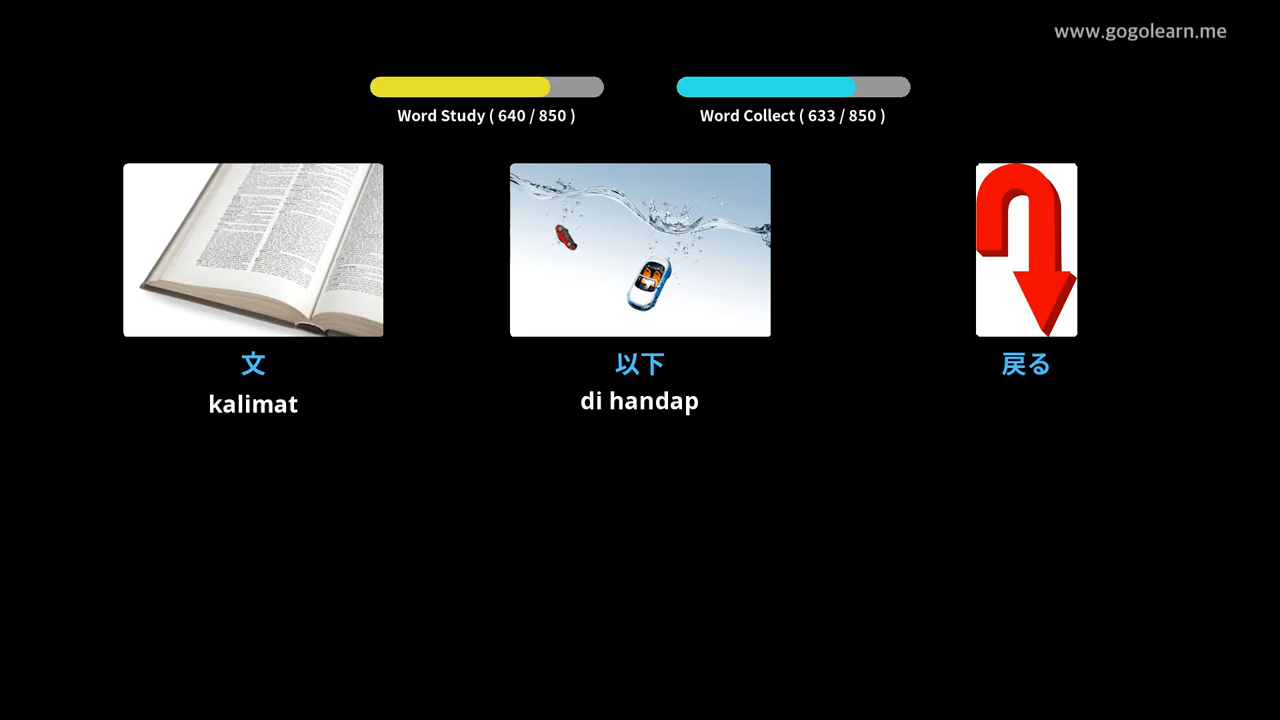 www.gogolearn.me
Word Study ( 640 / 850 )
Word Collect ( 633 / 850 )
文
以下
戻る
kalimat
di handap